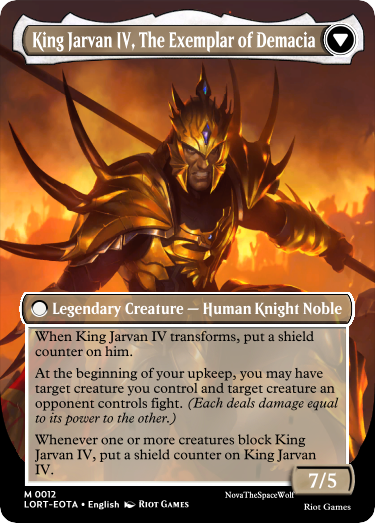 King Jarvan IV, The Exemplar of Demacia
Legendary Creature — Human Knight Noble
When King Jarvan IV transforms, put a shield
counter on him.
At the beginning of your upkeep, you may have
target creature you control and target creature an
opponent controls fight. (Each deals damage equal
to its power to the other.)
Whenever one or more creatures block King
Jarvan IV, put a shield counter on King Jarvan
IV.
7/5
M 0012
LORT-EOTA • English Riot Games
NovaTheSpaceWolf
Riot Games